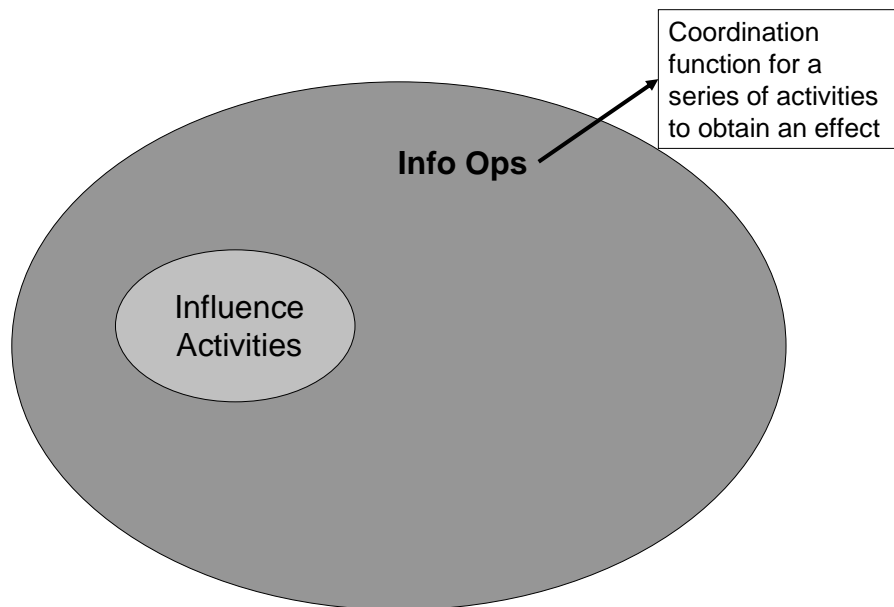 Coordination
function for a
series of activities
to obtain an effect
Info Ops
Influence
Activities